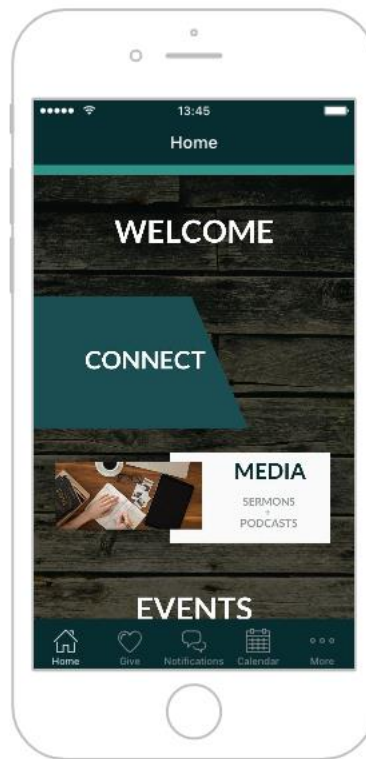 13:45
Home
WELCOME
CONNECT
MEDIA
SERMONS
+
PODCASTS
EVENTS
Home Give Notifications Calendar More